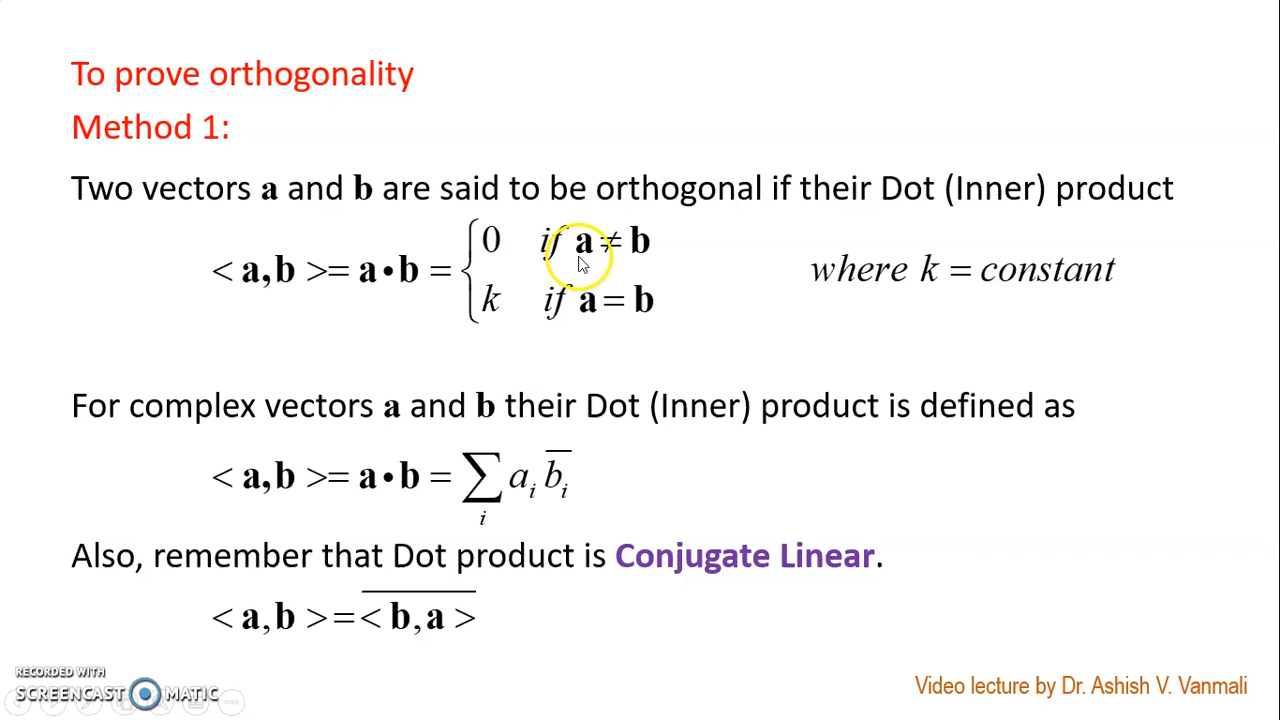 To prove orthogonality
Method 1:
Two vectors a and b are said to be orthogonal if their Dot (Inner) product
< a,b >= a•b = { 0 if a ≠ b
k if a = b
where k = constant
For complex vectors a and b their Dot (Inner) product is defined as
< a,b >= a•b = ∑_i a_i b̅_i
Also, remember that Dot product is Conjugate Linear.
< a,b > = \overline{< b,a >}
RECORDED WITH
SCREENCAST MATIC
Video lecture by Dr. Ashish V. Vanmali